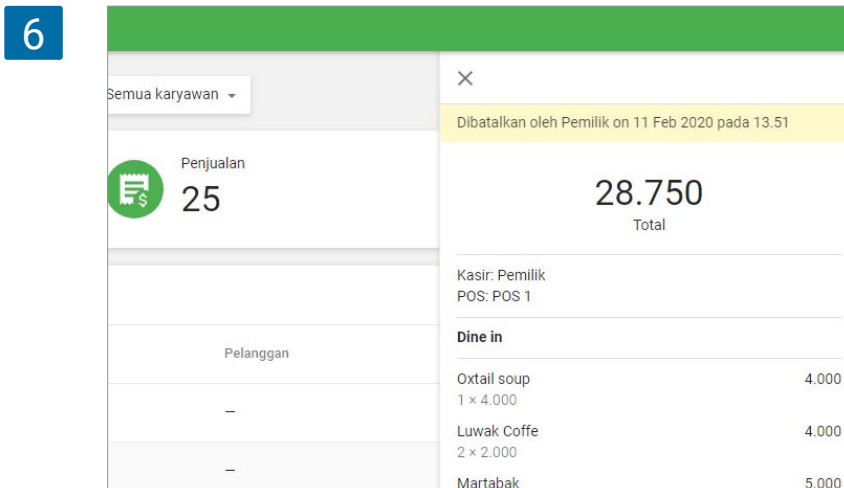 6
Semua karyawan
Penjualan
25
Pelanggan
–
–
Dibatalkan oleh Pemilik on 11 Feb 2020 pada 13.51
28.750
Total
Kasir: Pemilik
POS: POS 1
Dine in
Oxtail soup 4.000
1 × 4.000
Luwak Coffe 4.000
2 × 2.000
Martabak 5.000